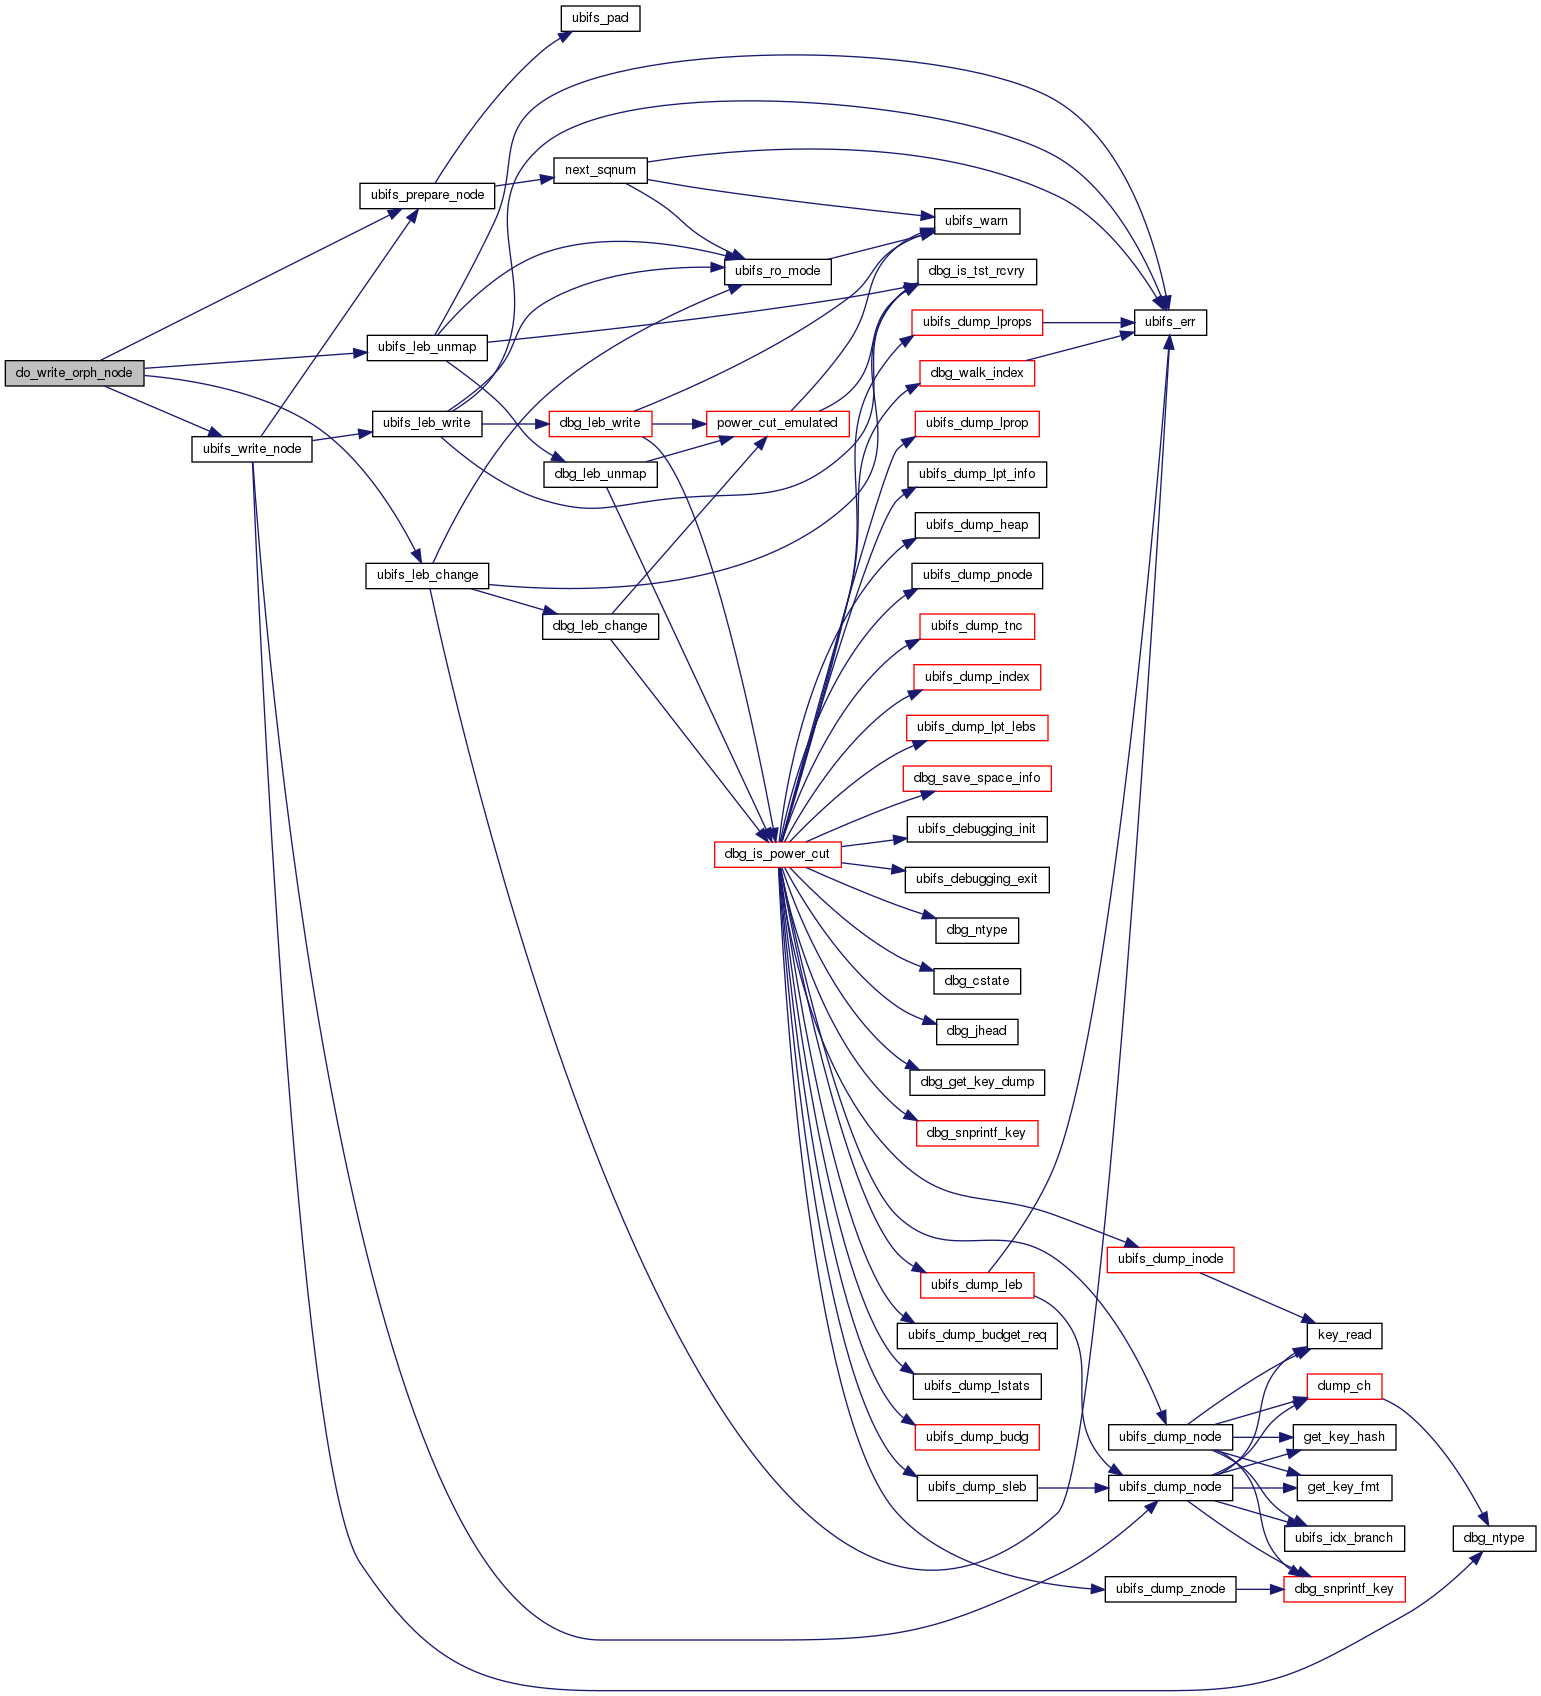 ubifs_pad
next_sqnum
ubifs_prepare_node
ubifs_warn
ubifs_ro_mode
dbg_is_tst_rcvry
ubifs_dump_lprops
ubifs_err
ubifs_leb_unmap
do_write_orph_node
dbg_walk_index
ubifs_leb_write
dbg_leb_write
power_cut_emulated
ubifs_dump_lprop
ubifs_write_node
dbg_leb_unmap
ubifs_dump_lpt_info
ubifs_dump_heap
ubifs_leb_change
ubifs_dump_pnode
dbg_leb_change
ubifs_dump_tnc
ubifs_dump_index
ubifs_dump_lpt_lebs
dbg_save_space_info
ubifs_debugging_init
dbg_is_power_cut
ubifs_debugging_exit
dbg_ntype
dbg_cstate
dbg_jhead
dbg_get_key_dump
dbg_snprintf_key
ubifs_dump_inode
ubifs_dump_leb
ubifs_dump_budget_req
key_read
ubifs_dump_lstats
dump_ch
ubifs_dump_budg
ubifs_dump_node
get_key_hash
ubifs_dump_sleb
ubifs_dump_node
get_key_fmt
ubifs_idx_branch
dbg_ntype
ubifs_dump_znode
dbg_snprintf_key